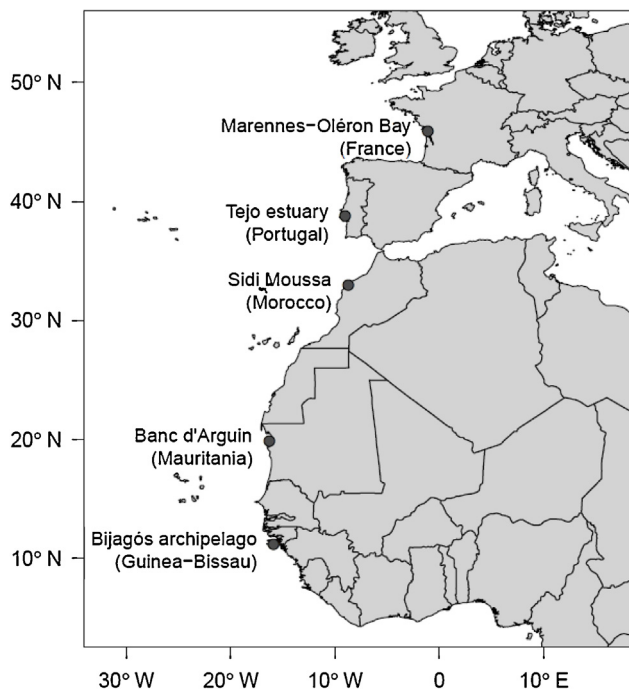 50° N
Marennes−Oléron Bay
(France)
40° N
Tejo estuary
(Portugal)
Sidi Moussa
(Morocco)
30° N
Banc d'Arguin
(Mauritania)
20° N
Bijagós archipelago
(Guinea−Bissau)
10° N
30° W
20° W
10° W
0
10° E